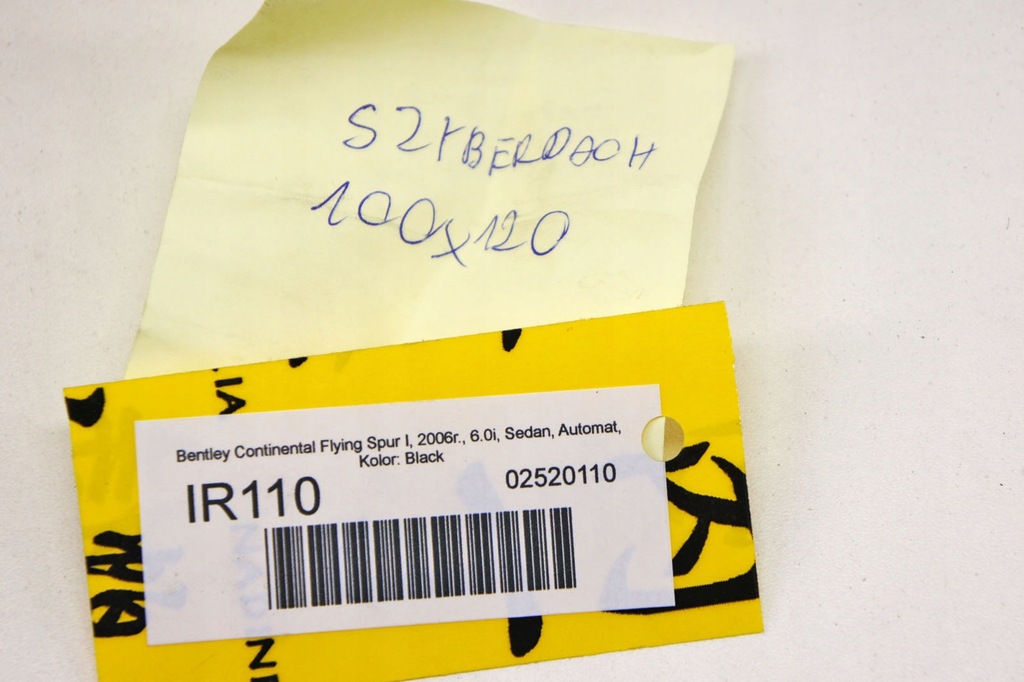 SZYBERDACH
100x120
Bentley Continental Flying Spur I, 2006r., 6.0i, Sedan, Automat,
Kolor: Black
IR110
02520110